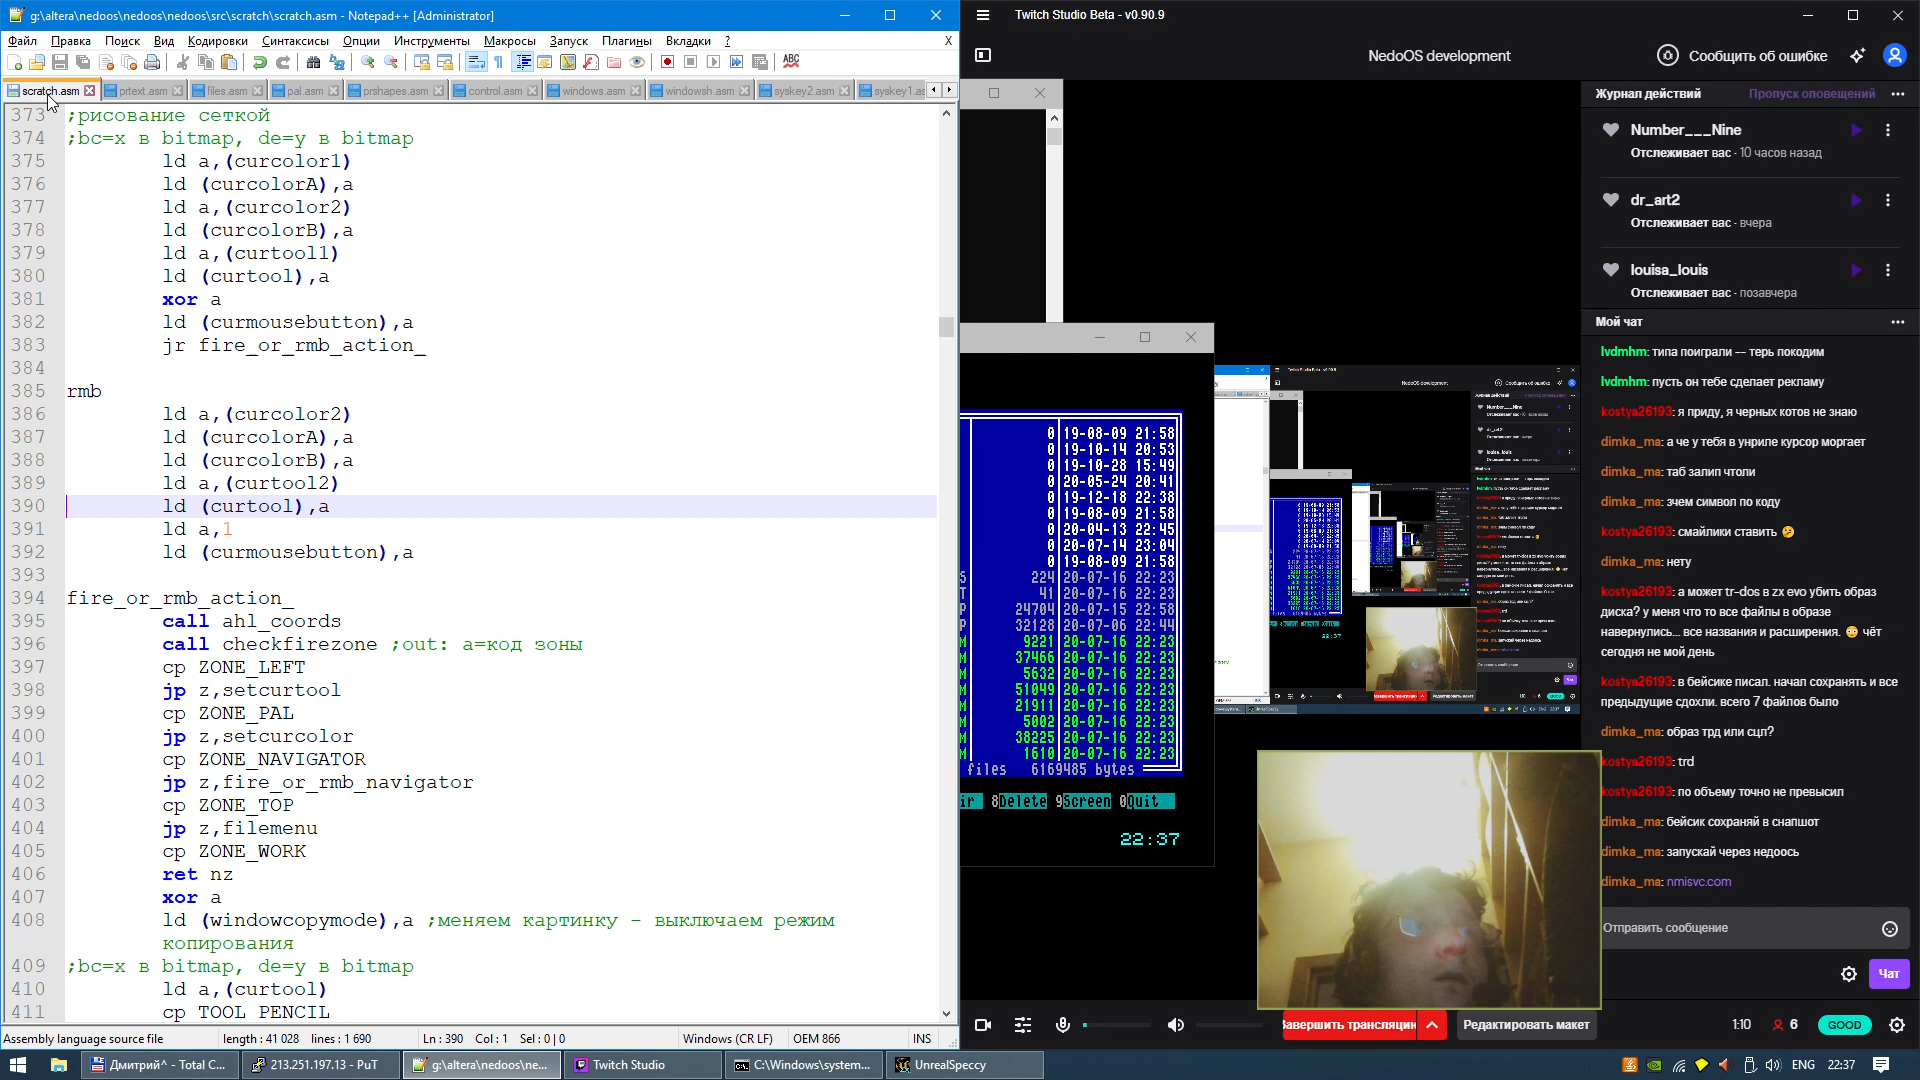 g:\altera\nedoos\nedoos\nedoos\src\scratch\scratch.asm - Notepad++ [Administrator]
Файл Правка Поиск Вид Кодировки Синтаксисы Опции Инструменты Макросы Запуск Плагины Вкладки ? X
scratch.asm prtext.asm files.asm pal.asm prshapes.asm control.asm windows.asm windowsh.asm syskey2.asm syskey1.as
373 ;рисование сеткой
374 ;bc=x в bitmap, de=y в bitmap
375 ld a,(curcolor1)
376 ld (curcolorA),a
377 ld a,(curcolor2)
378 ld (curcolorB),a
379 ld a,(curtool1)
380 ld (curtool),a
381 xor a
382 ld (curmousebutton),a
383 jr fire_or_rmb_action_
384
385 rmb
386 ld a,(curcolor2)
387 ld (curcolorA),a
388 ld (curcolorB),a
389 ld a,(curtool2)
390 ld (curtool),a
391 ld a,1
392 ld (curmousebutton),a
393
394 fire_or_rmb_action_
395 call ahl_coords
396 call checkfirezone ;out: a=код зоны
397 cp ZONE_LEFT
398 jp z,setcurtool
399 cp ZONE_PAL
400 jp z,setcurcolor
401 cp ZONE_NAVIGATOR
402 jp z,fire_or_rmb_navigator
403 cp ZONE_TOP
404 jp z,filemenu
405 cp ZONE_WORK
406 ret nz
407 xor a
408 ld (windowcopymode),a ;меняем картинку - выключаем режим
копирования
409 ;bc=x в bitmap, de=y в bitmap
410 ld a,(curtool)
411 cp TOOL_PENCIL
Assembly language source file length : 41 028 lines : 1 690 Ln : 390 Col : 1 Sel : 0 | 0 Windows (CR LF) OEM 866 INS
Twitch Studio Beta - v0.90.9
NedoOS development
Сообщить об ошибке
0 19-08-09 21:58
0 19-10-14 20:53
0 19-10-28 15:49
0 20-05-24 20:41
0 19-12-18 22:38
0 19-08-09 21:58
0 20-04-13 22:45
0 20-07-14 23:04
0 19-08-09 21:58
S 224 20-07-16 22:23
T 41 20-07-16 22:23
P 24704 20-07-15 22:58
P 32128 20-07-06 22:44
M 9221 20-07-16 22:23
M 37466 20-07-16 22:23
M 5632 20-07-16 22:23
M 51049 20-07-16 22:23
M 21911 20-07-16 22:23
M 5002 20-07-16 22:23
M 38225 20-07-16 22:23
M 1610 20-07-16 22:23
files 6169485 bytes
ir 8Delete 9Screen 0Quit
22:37
Журнал действий Пропуск оповещений
Number___Nine
Отслеживает вас · 10 часов назад
dr_art2
Отслеживает вас · вчера
louisa_louis
Отслеживает вас · позавчера
Мой чат
lvdmhm: типа поиграли -- терь походим
lvdmhm: пусть он тебе сделает рекламу
kostya26193: я приду, я черных котов не знаю
dimka_ma: а че у тебя в унриле курсор моргает
dimka_ma: таб залип чтоли
dimka_ma: зчем символ по коду
kostya26193: смайлики ставить 😕
dimka_ma: нету
kostya26193: а может tr-dos в zx evo убить образ
диска? у меня что то все файлы в образе
навернулись... все названия и расширения. 😳 чёт
сегодня не мой день
kostya26193: в бейсике писал. начал сохранять и все
предыдущие сдохли. всего 7 файлов было
dimka_ma: образ трд или сцл?
kostya26193: trd
kostya26193: по объему точно не превысил
dimka_ma: бейсик сохраняй в снапшот
dimka_ma: запускай через недоось
dimka_ma: nmisvc.com
Отправить сообщение
Чат
Завершить трансляцию Редактировать макет 1:10 6 GOOD
Дмитрий^ - Total C... 213.251.197.13 - PuT g:\altera\nedoos\ne... Twitch Studio C:\Windows\system... UnrealSpeccy ENG 22:37